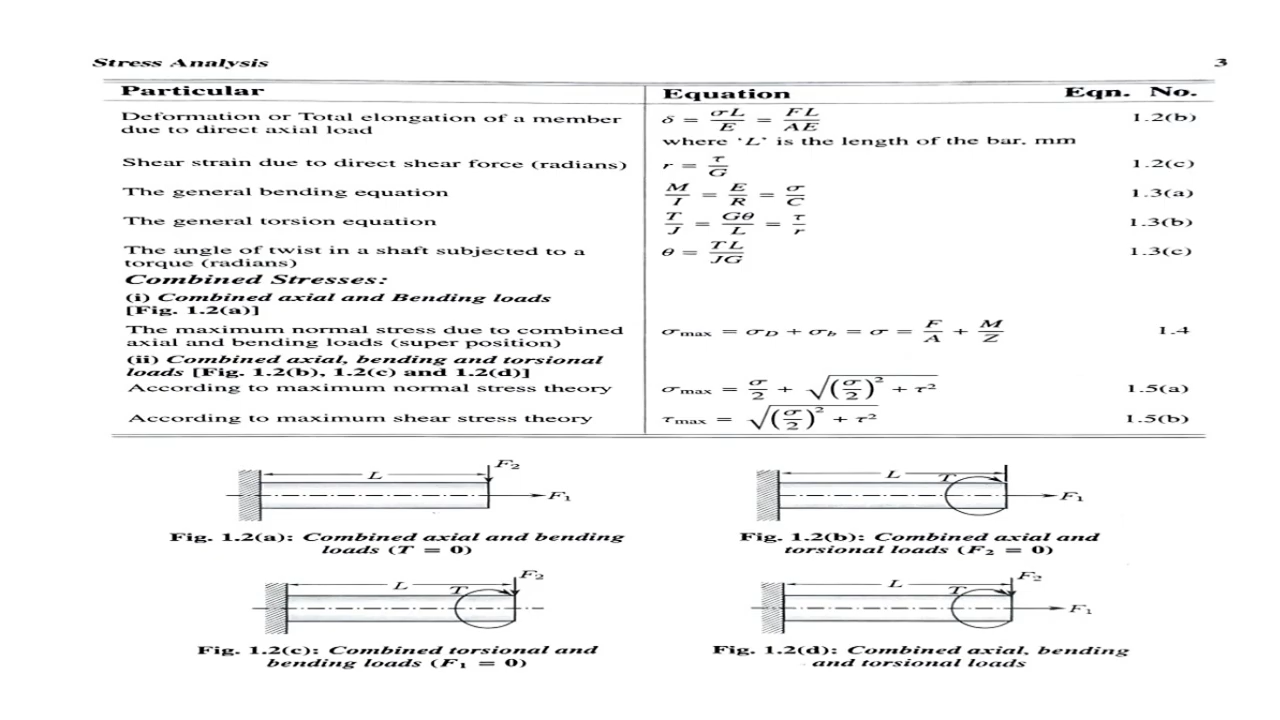 Stress Analysis 3
Particular Equation Eqn. No.
Deformation or Total elongation of a member
due to direct axial load
δ = σL/E = FL/AE 1.2(b)
where ‘L’ is the length of the bar, mm
Shear strain due to direct shear force (radians) r = τ/G 1.2(c)
The general bending equation M/I = E/R = σ/C 1.3(a)
The general torsion equation T/J = Gθ/L = τ/r 1.3(b)
The angle of twist in a shaft subjected to a
torque (radians)
θ = TL/JG 1.3(c)
Combined Stresses:
(i) Combined axial and Bending loads
[Fig. 1.2(a)]
The maximum normal stress due to combined
axial and bending loads (super position)
σmax = σD + σb = σ = F/A + M/Z 1.4
(ii) Combined axial, bending and torsional
loads [Fig. 1.2(b), 1.2(c) and 1.2(d)]
According to maximum normal stress theory σmax = σ/2 + √((σ/2)² + τ²) 1.5(a)
According to maximum shear stress theory τmax = √((σ/2)² + τ²) 1.5(b)
L F₂ F₁
Fig. 1.2(a): Combined axial and bending
loads (T = 0)
L T F₁
Fig. 1.2(b): Combined axial and
torsional loads (F₂ = 0)
L T F₂
Fig. 1.2(c): Combined torsional and
bending loads (F₁ = 0)
L T F₂ F₁
Fig. 1.2(d): Combined axial, bending
and torsional loads